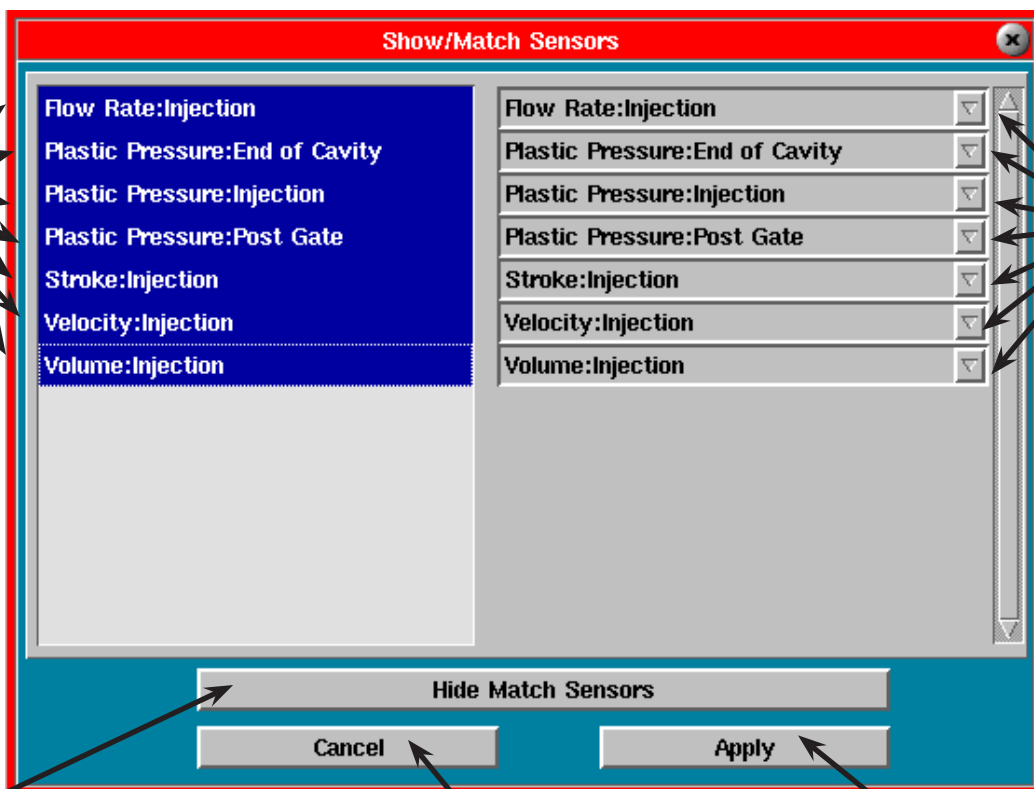 Show/Match Sensors
Flow Rate:Injection
Plastic Pressure:End of Cavity
Plastic Pressure:Injection
Plastic Pressure:Post Gate
Stroke:Injection
Velocity:Injection
Volume:Injection
Flow Rate:Injection
Plastic Pressure:End of Cavity
Plastic Pressure:Injection
Plastic Pressure:Post Gate
Stroke:Injection
Velocity:Injection
Volume:Injection
Hide Match Sensors
Cancel
Apply